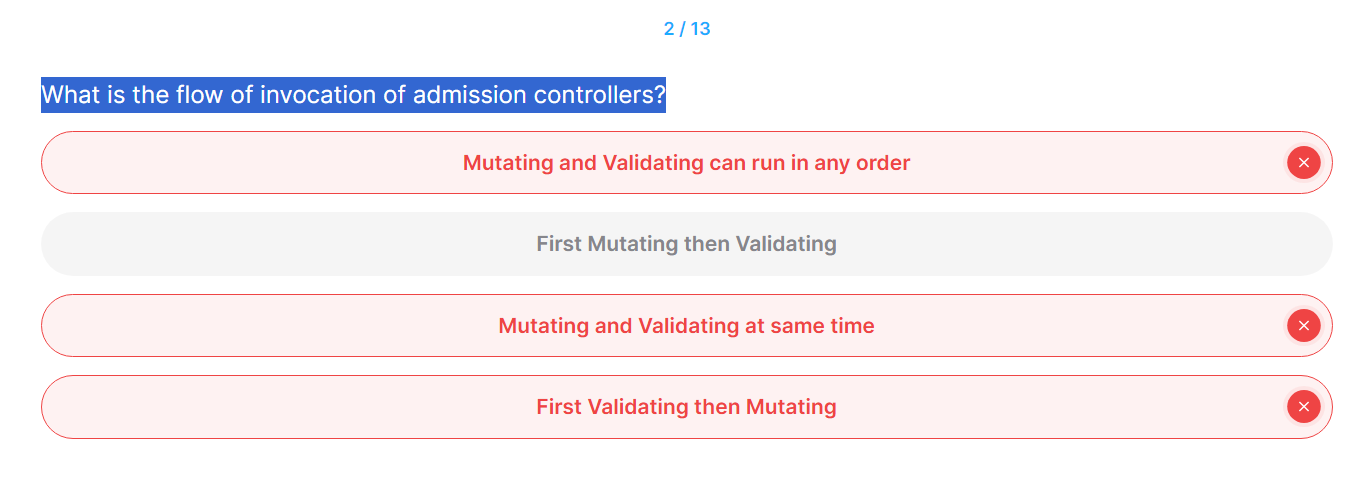 2 / 13
What is the flow of invocation of admission controllers?
Mutating and Validating can run in any order
First Mutating then Validating
Mutating and Validating at same time
First Validating then Mutating